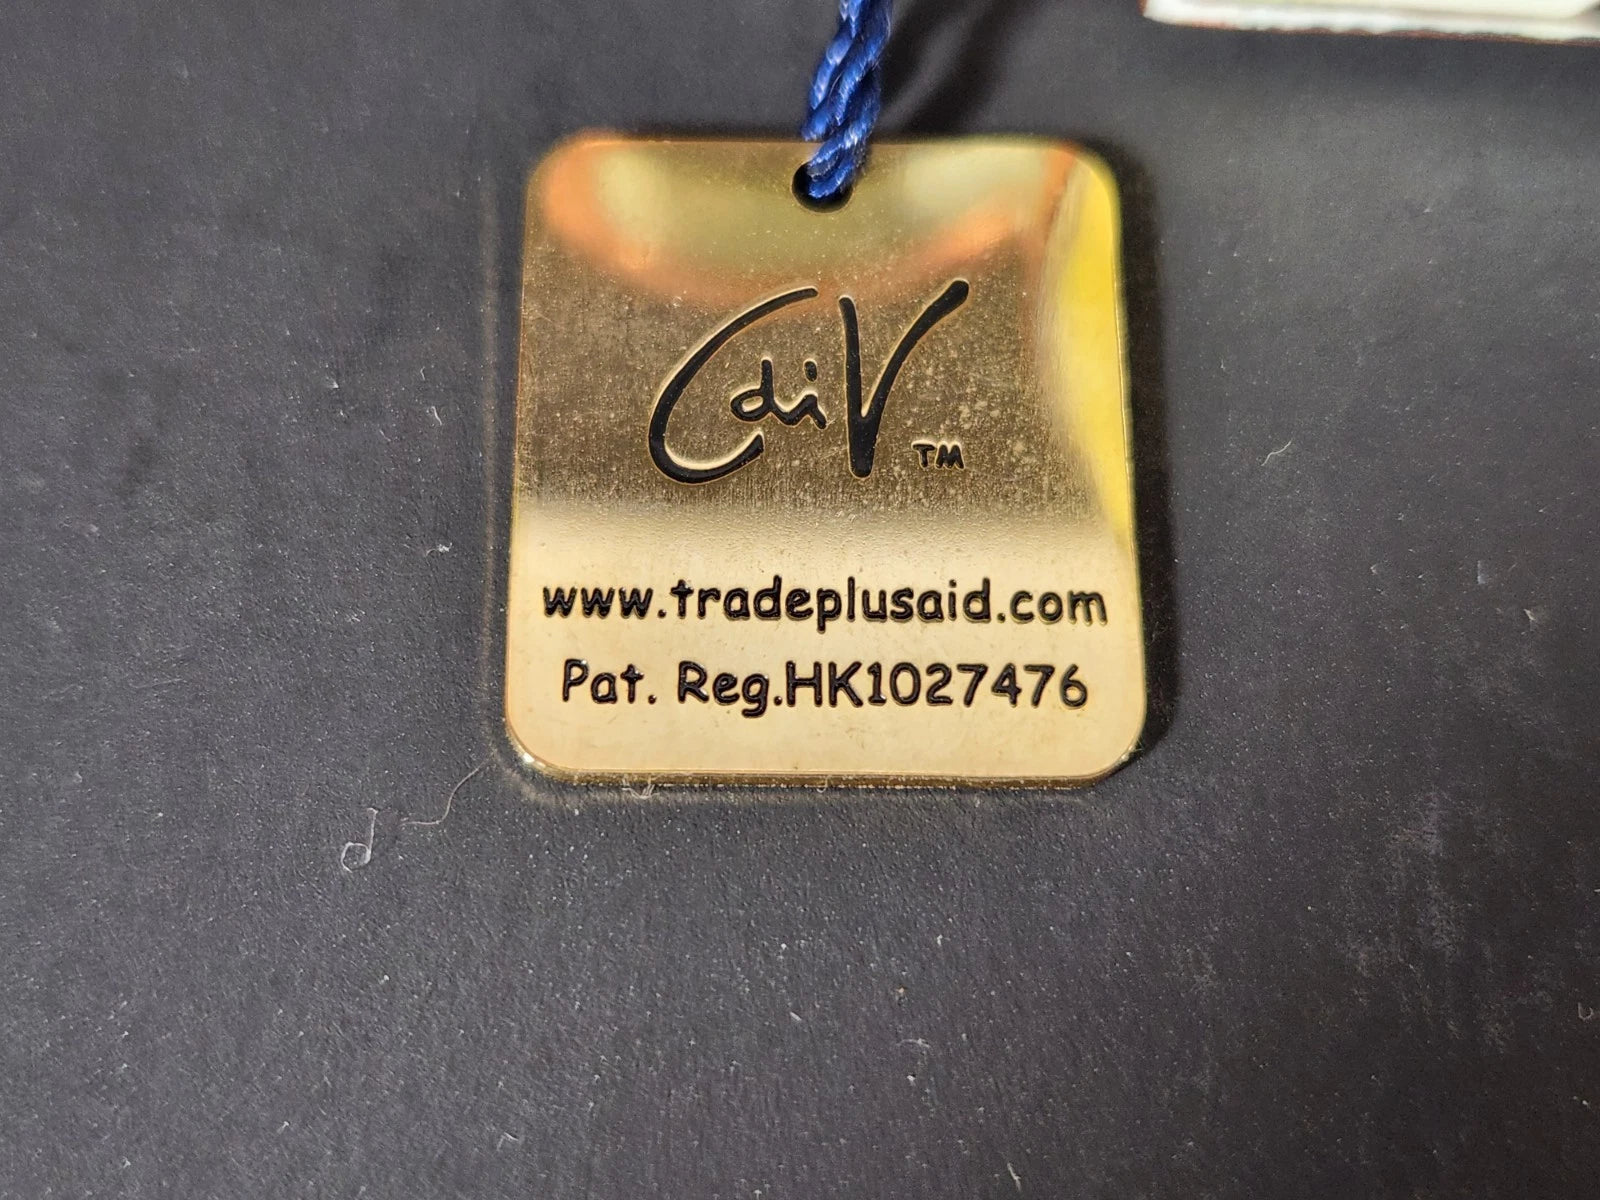 CdiV™
www.tradeplusaid.com
Pat. Reg.HK1027476